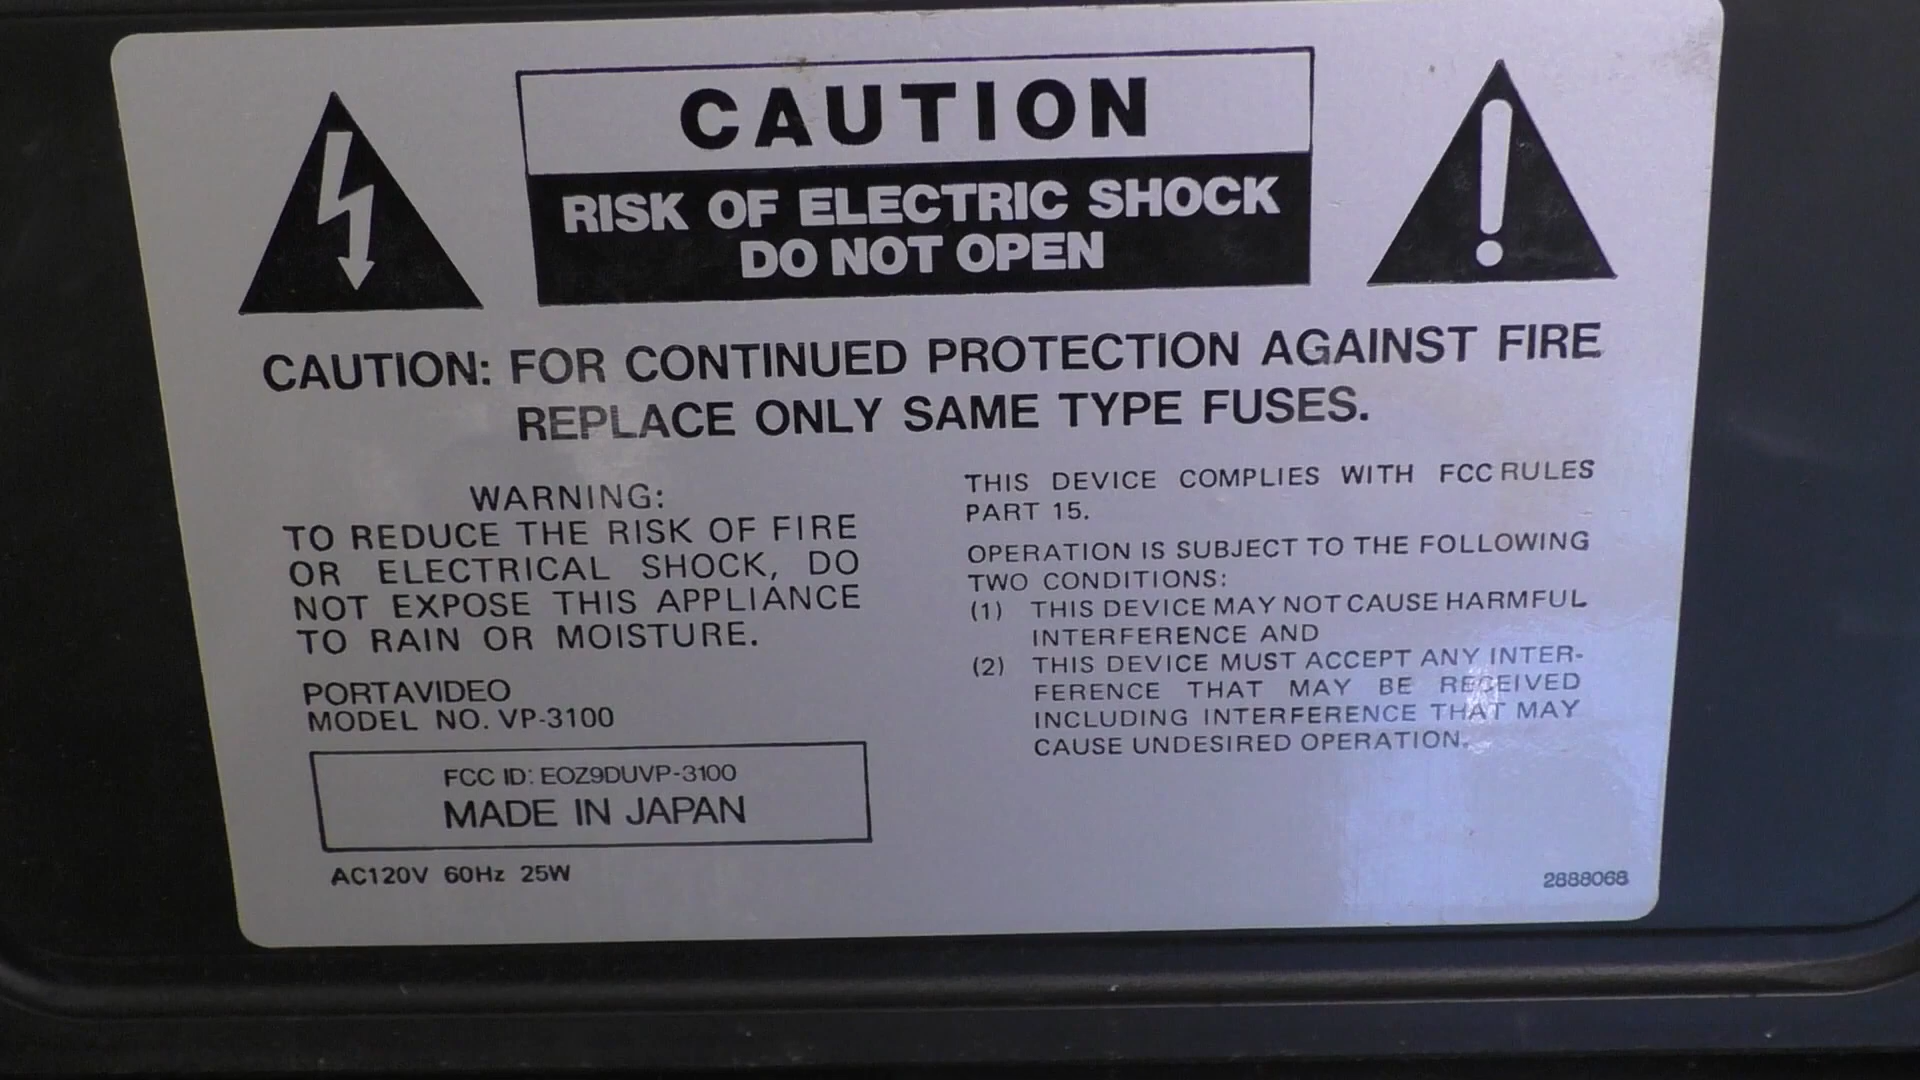 CAUTION
RISK OF ELECTRIC SHOCK
DO NOT OPEN
CAUTION: FOR CONTINUED PROTECTION AGAINST FIRE
REPLACE ONLY SAME TYPE FUSES.
WARNING:
TO REDUCE THE RISK OF FIRE
OR ELECTRICAL SHOCK, DO
NOT EXPOSE THIS APPLIANCE
TO RAIN OR MOISTURE.
PORTAVIDEO
MODEL NO. VP-3100
FCC ID: EOZ9DUVP-3100
MADE IN JAPAN
AC120V 60Hz 25W
THIS DEVICE COMPLIES WITH FCC RULES
PART 15.
OPERATION IS SUBJECT TO THE FOLLOWING
TWO CONDITIONS:
(1) THIS DEVICE MAY NOT CAUSE HARMFUL
INTERFERENCE AND
(2) THIS DEVICE MUST ACCEPT ANY INTER-
FERENCE THAT MAY BE RECEIVED
INCLUDING INTERFERENCE THAT MAY
CAUSE UNDESIRED OPERATION.
2888068